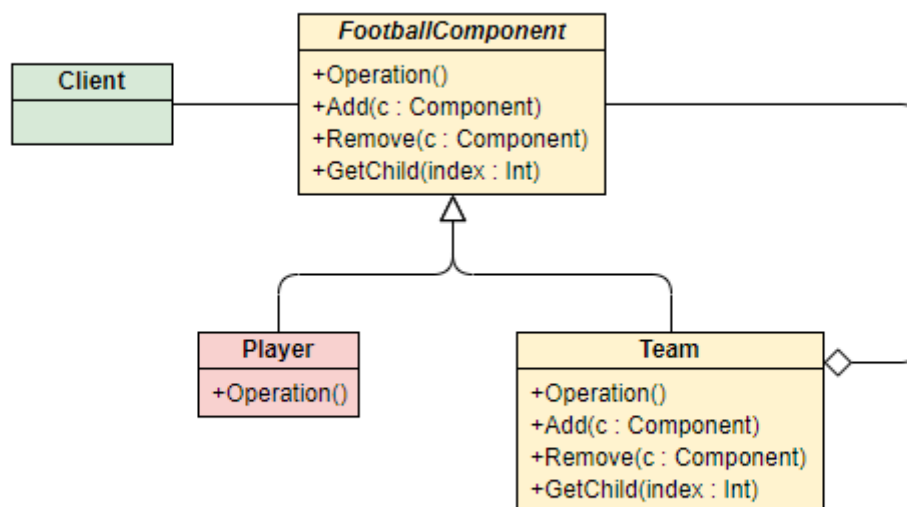 FootballComponent
+Operation()
+Add(c : Component)
+Remove(c : Component)
+GetChild(index : Int)
Client
Player
+Operation()
Team
+Operation()
+Add(c : Component)
+Remove(c : Component)
+GetChild(index : Int)